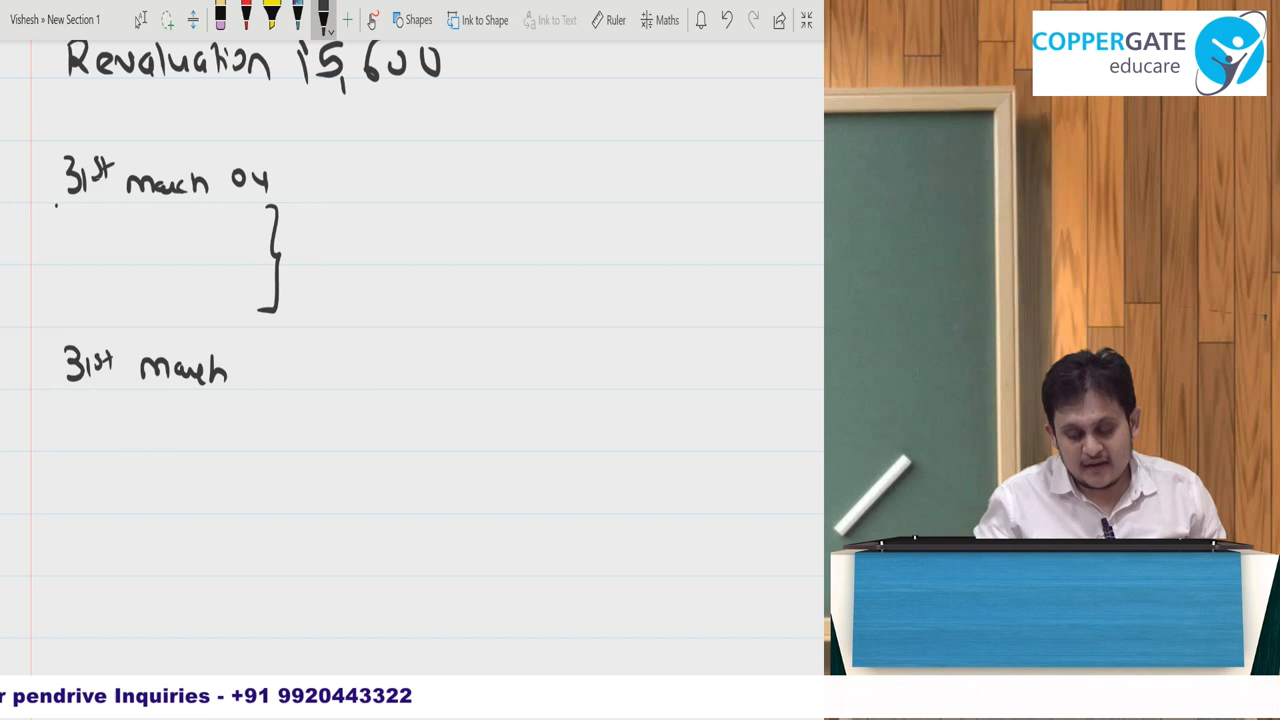 Vishesh » New Section 1
Shapes
Ink to Shape
Ink to Text
Ruler
Maths
Revaluation 15,600
31st march 04
31st march
COPPERGATE
educare
r pendrive Inquiries - +91 9920443322